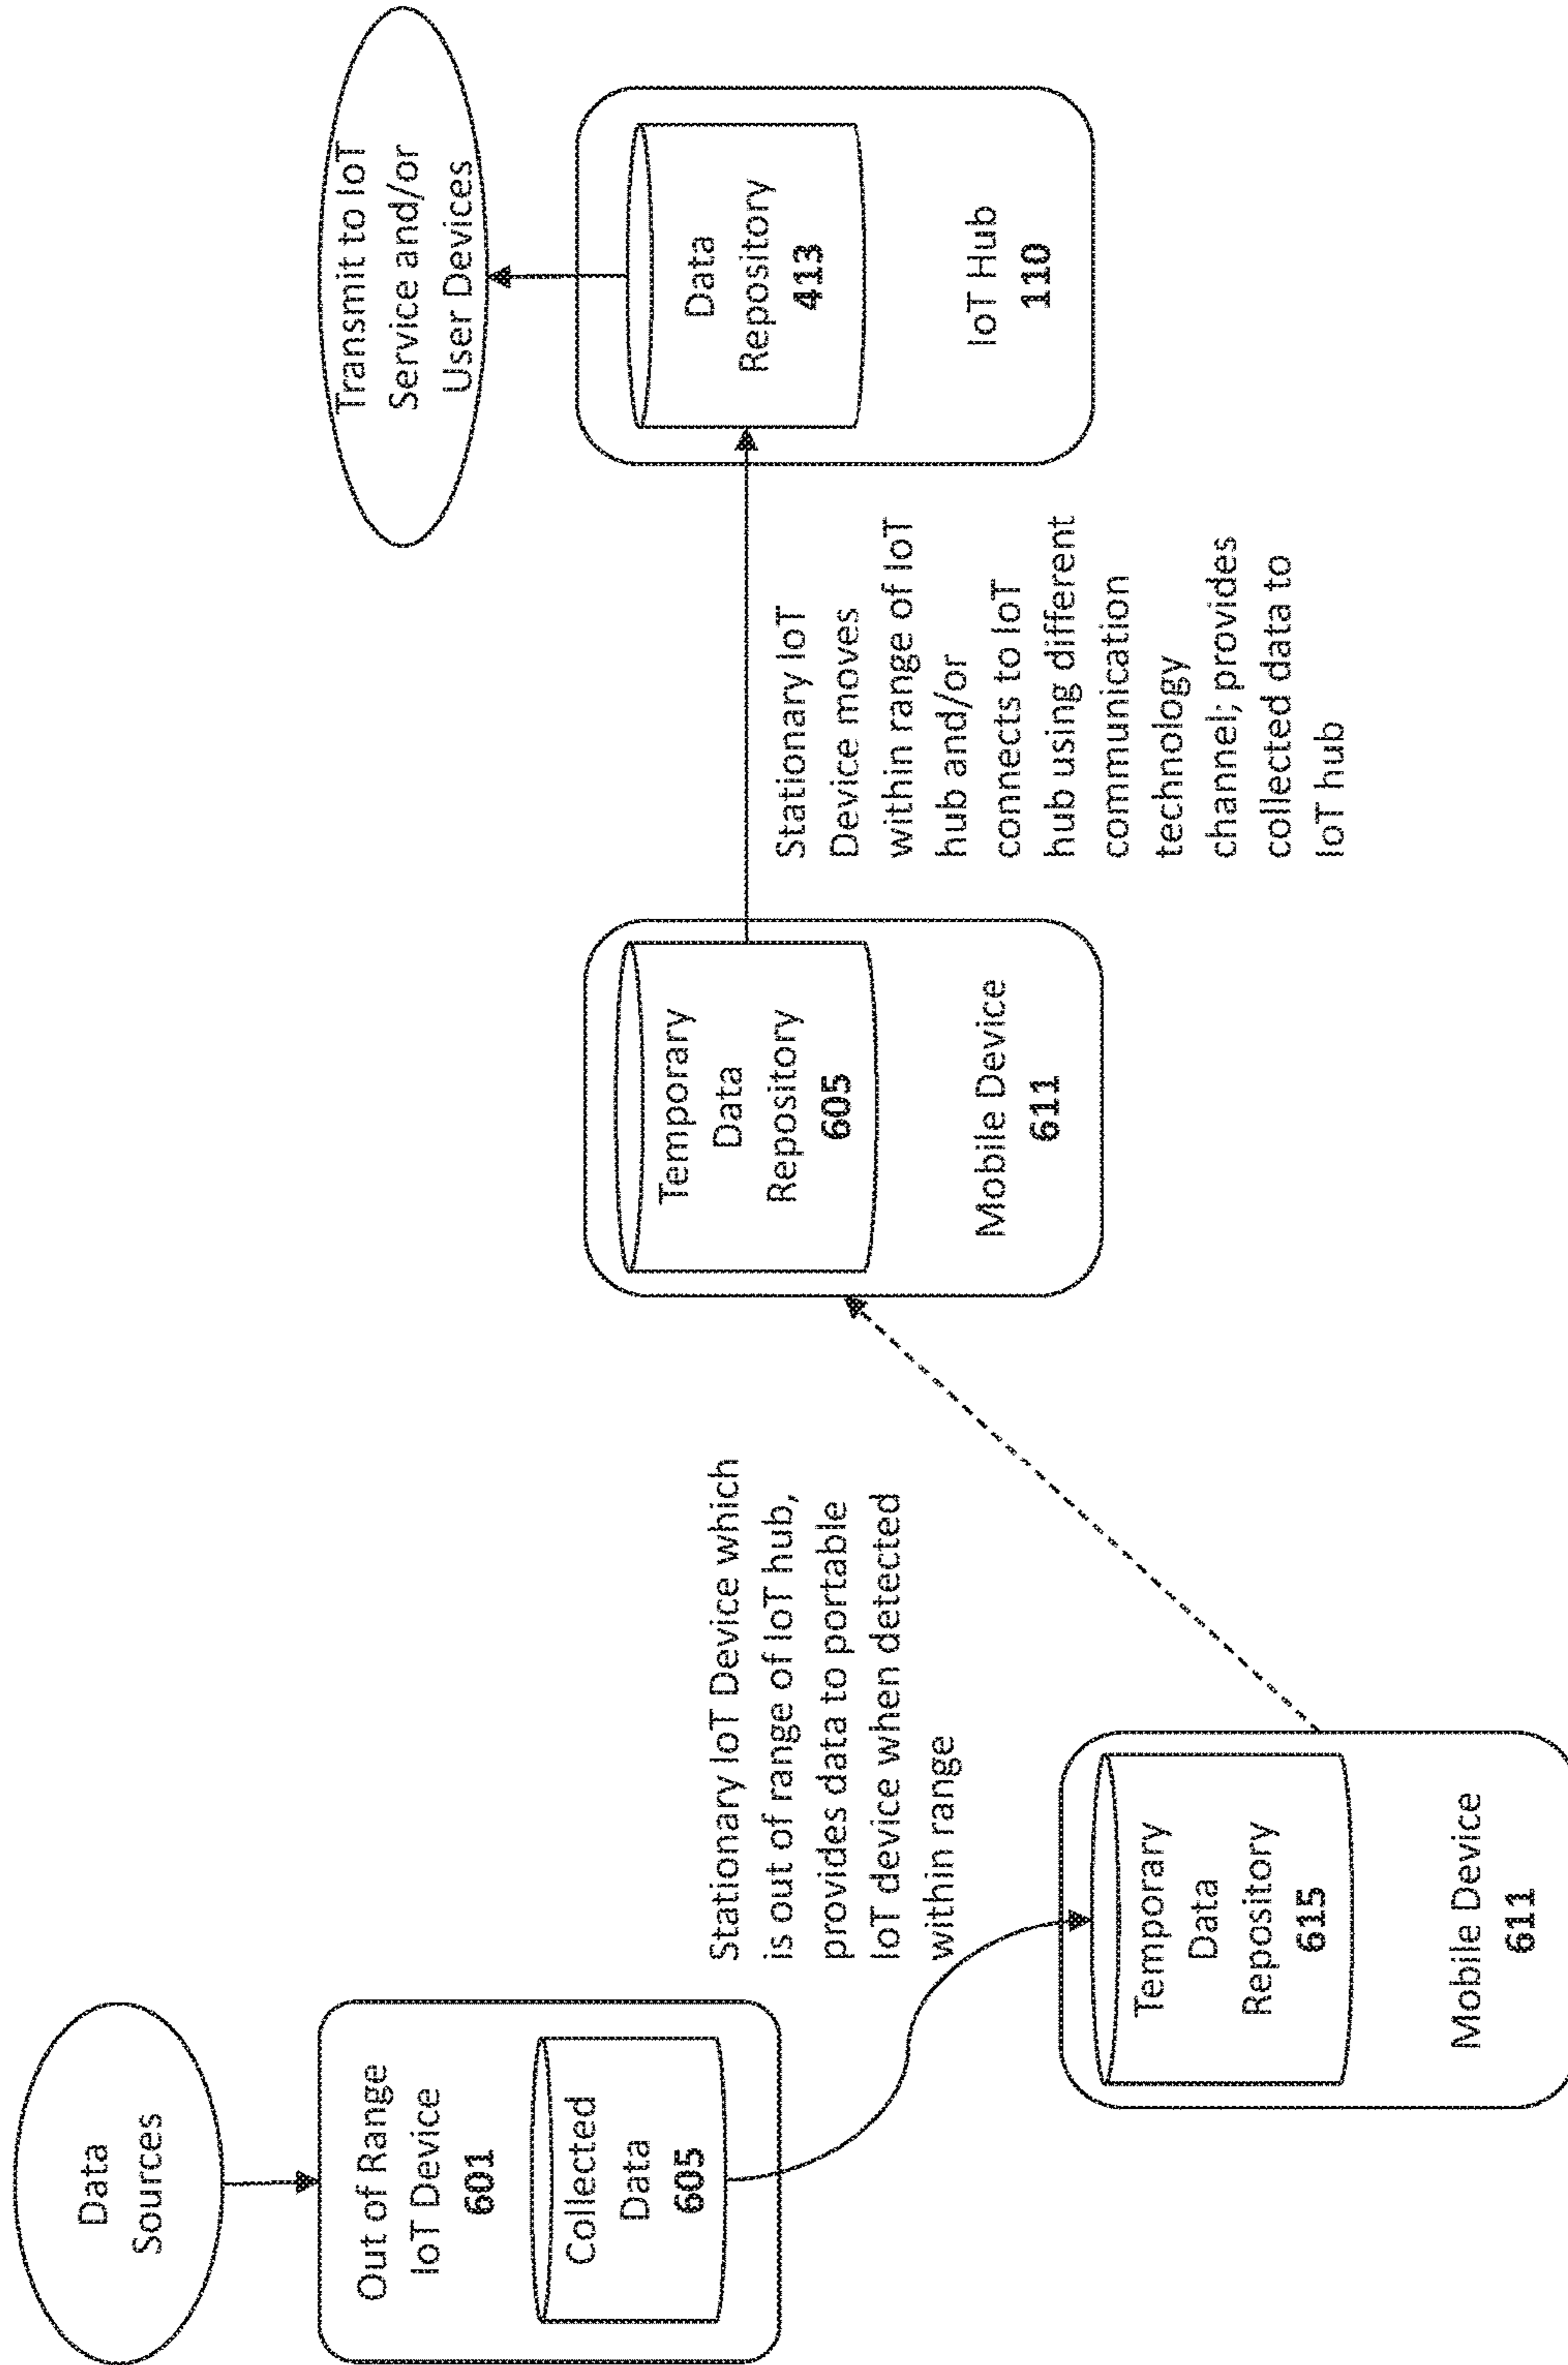 Data
Sources
Out of Range
IoT Device
601
Collected
Data
605
Stationary IoT Device which
is out of range of IoT hub,
provides data to portable
IoT device when detected
within range
Temporary
Data
Repository
615
Mobile Device
611
Temporary
Data
Repository
605
Mobile Device
611
Stationary IoT
Device moves
within range of IoT
hub and/or
connects to IoT
hub using different
communication
technology
channel; provides
collected data to
IoT hub
Transmit to IoT
Service and/or
User Devices
Data
Repository
413
IoT Hub
110